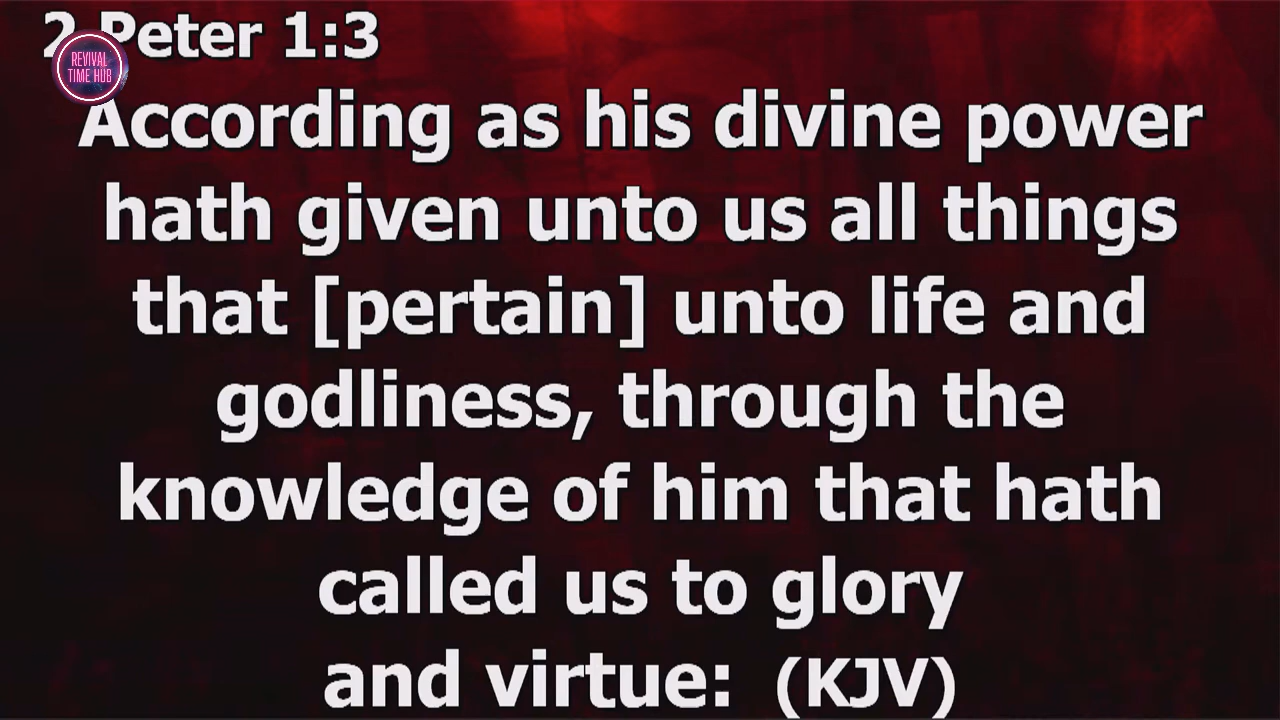 2 Peter 1:3
REVIVAL
TIME HUB
According as his divine power
hath given unto us all things
that [pertain] unto life and
godliness, through the
knowledge of him that hath
called us to glory
and virtue: (KJV)